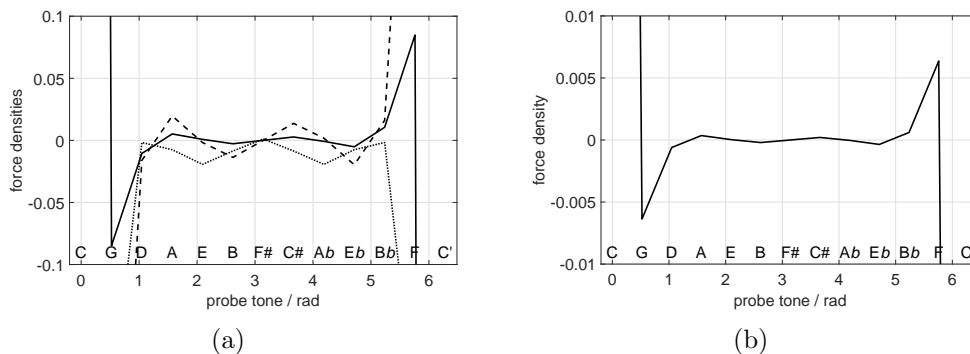 0.1
0.05
0
-0.05
-0.1
force densities
C G D A E B F# C# Ab Eb Bb F C'
0 1 2 3 4 5 6
probe tone / rad
(a)
0.01
0.005
0
-0.005
-0.01
force density
C G D A E B F# C# Ab Eb Bb F C
0 1 2 3 4 5 6
probe tone / rad
(b)